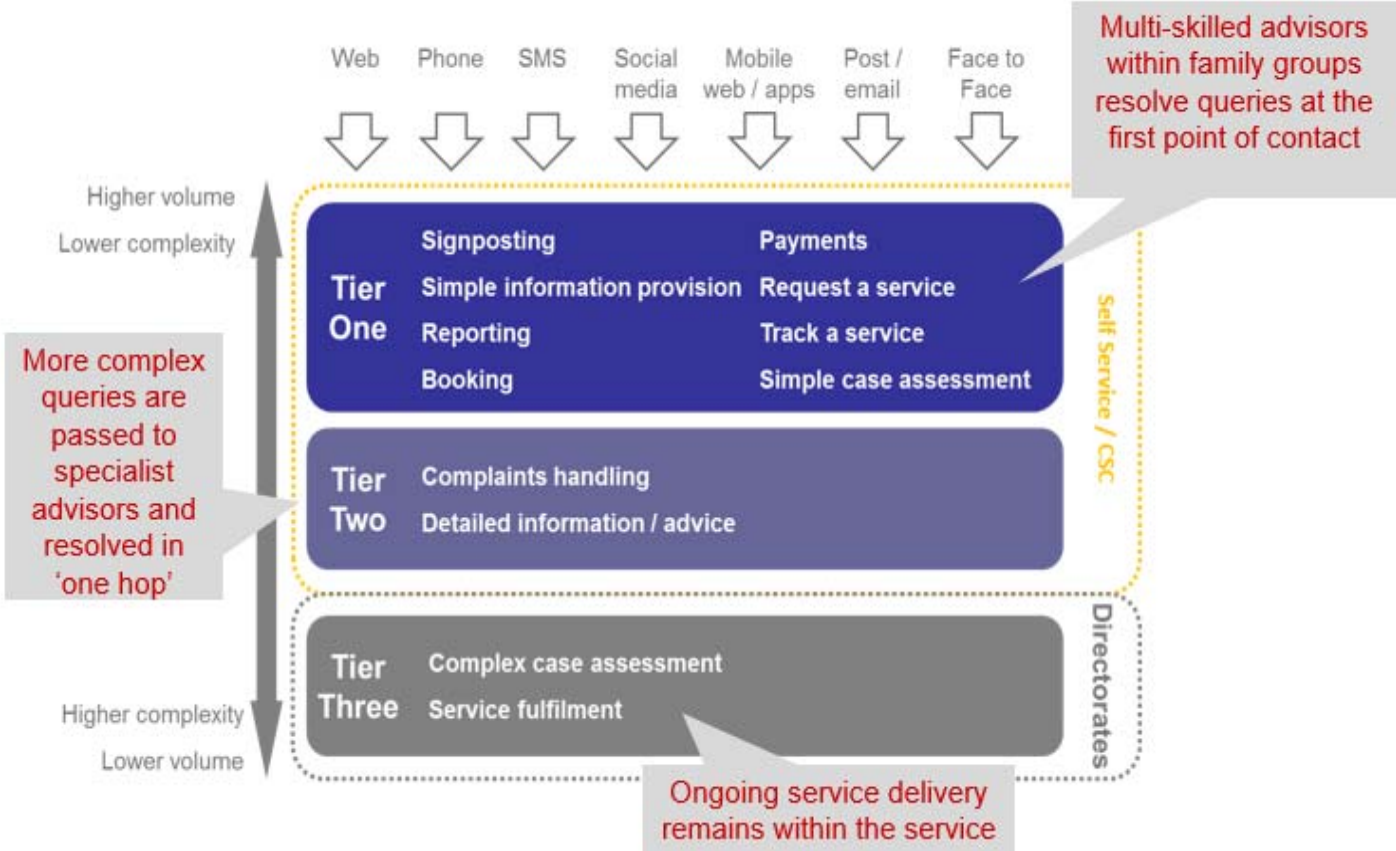 Web
Phone
SMS
Social
media
Mobile
web / apps
Post /
email
Face to
Face
Multi-skilled advisors
within family groups
resolve queries at the
first point of contact
Higher volume
Lower complexity
Tier
One
Signposting
Simple information provision
Reporting
Booking
Payments
Request a service
Track a service
Simple case assessment
Self Service / CSC
More complex
queries are
passed to
specialist
advisors and
resolved in
‘one hop’
Tier
Two
Complaints handling
Detailed information / advice
Higher complexity
Lower volume
Tier
Three
Complex case assessment
Service fulfilment
Directorates
Ongoing service delivery
remains within the service